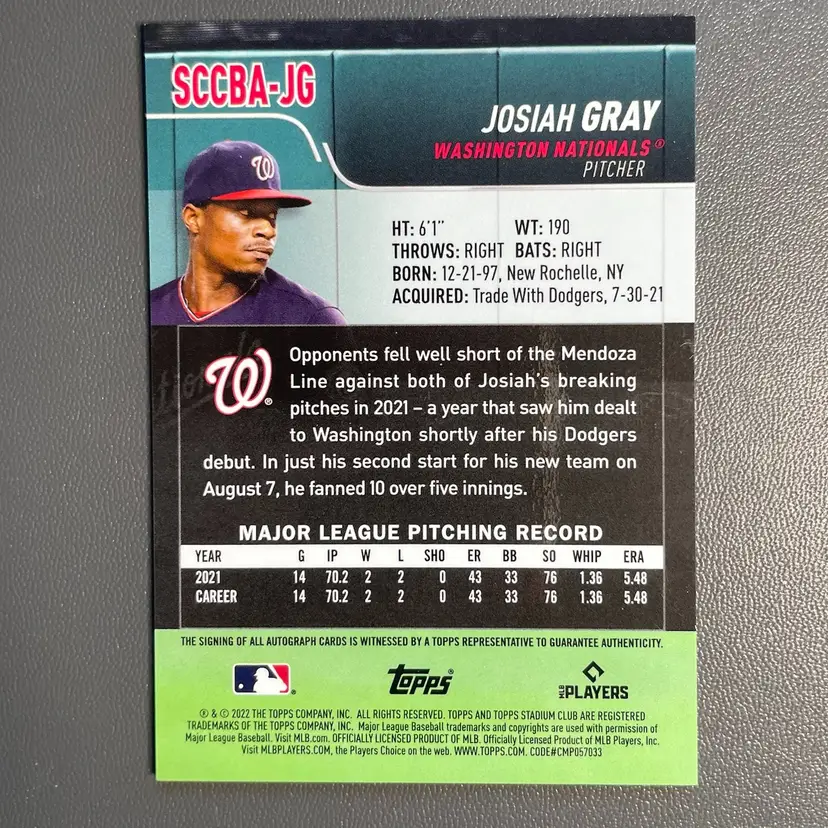 SCCBA-JG
JOSIAH GRAY
WASHINGTON NATIONALS®
PITCHER
W
HT: 6'1" WT: 190
THROWS: RIGHT BATS: RIGHT
BORN: 12-21-97, New Rochelle, NY
ACQUIRED: Trade With Dodgers, 7-30-21
W®
Opponents fell well short of the Mendoza
Line against both of Josiah's breaking
pitches in 2021 – a year that saw him dealt
to Washington shortly after his Dodgers
debut. In just his second start for his new team on
August 7, he fanned 10 over five innings.
MAJOR LEAGUE PITCHING RECORD
YEAR G IP W L SHO ER BB SO WHIP ERA
2021 14 70.2 2 2 0 43 33 76 1.36 5.48
CAREER 14 70.2 2 2 0 43 33 76 1.36 5.48
THE SIGNING OF ALL AUTOGRAPH CARDS IS WITNESSED BY A TOPPS REPRESENTATIVE TO GUARANTEE AUTHENTICITY.
® Topps® MLB PLAYERS
® & © 2022 THE TOPPS COMPANY, INC. ALL RIGHTS RESERVED. TOPPS AND TOPPS STADIUM CLUB ARE REGISTERED
TRADEMARKS OF THE TOPPS COMPANY, INC. Major League Baseball trademarks and copyrights are used with permission of
Major League Baseball. Visit MLB.com. OFFICIALLY LICENSED PRODUCT OF MLB. Officially Licensed Product of MLB Players, Inc.
Visit MLBPLAYERS.COM, the Players Choice on the web. WWW.TOPPS.COM. CODE#CMP057033